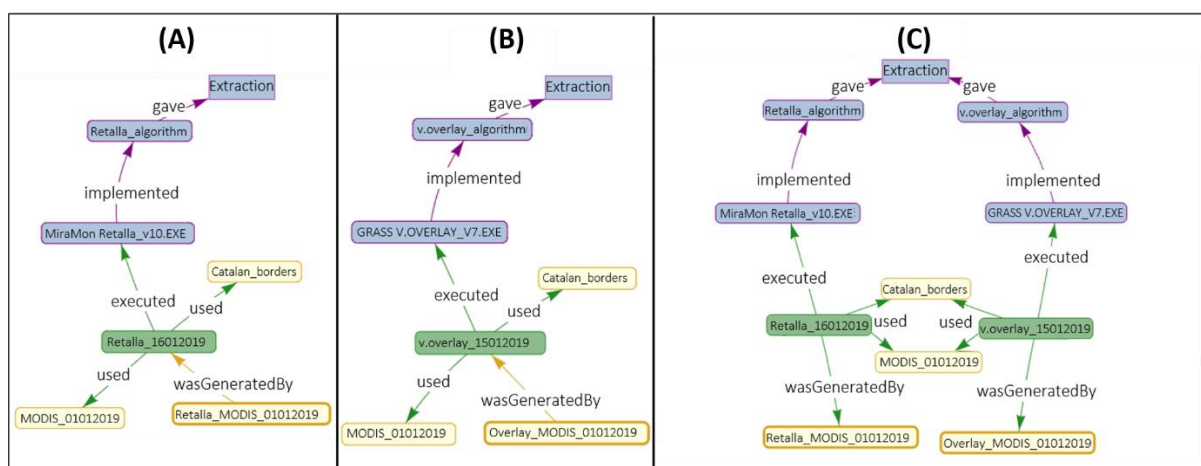 (A)
Extraction
gave
Retalla_algorithm
implemented
MiraMon Retalla_v10.EXE
Catalan_borders
executed
used
Retalla_16012019
used
wasGeneratedBy
MODIS_01012019
Retalla_MODIS_01012019
(B)
Extraction
gave
v.overlay_algorithm
implemented
GRASS V.OVERLAY_V7.EXE
Catalan_borders
executed
used
v.overlay_15012019
used
wasGeneratedBy
MODIS_01012019
Overlay_MODIS_01012019
(C)
Extraction
gave
gave
Retalla_algorithm
v.overlay_algorithm
implemented
implemented
MiraMon Retalla_v10.EXE
GRASS V.OVERLAY_V7.EXE
executed
executed
Catalan_borders
Retalla_16012019
used
used
v.overlay_15012019
MODIS_01012019
wasGeneratedBy
wasGeneratedBy
Retalla_MODIS_01012019
Overlay_MODIS_01012019